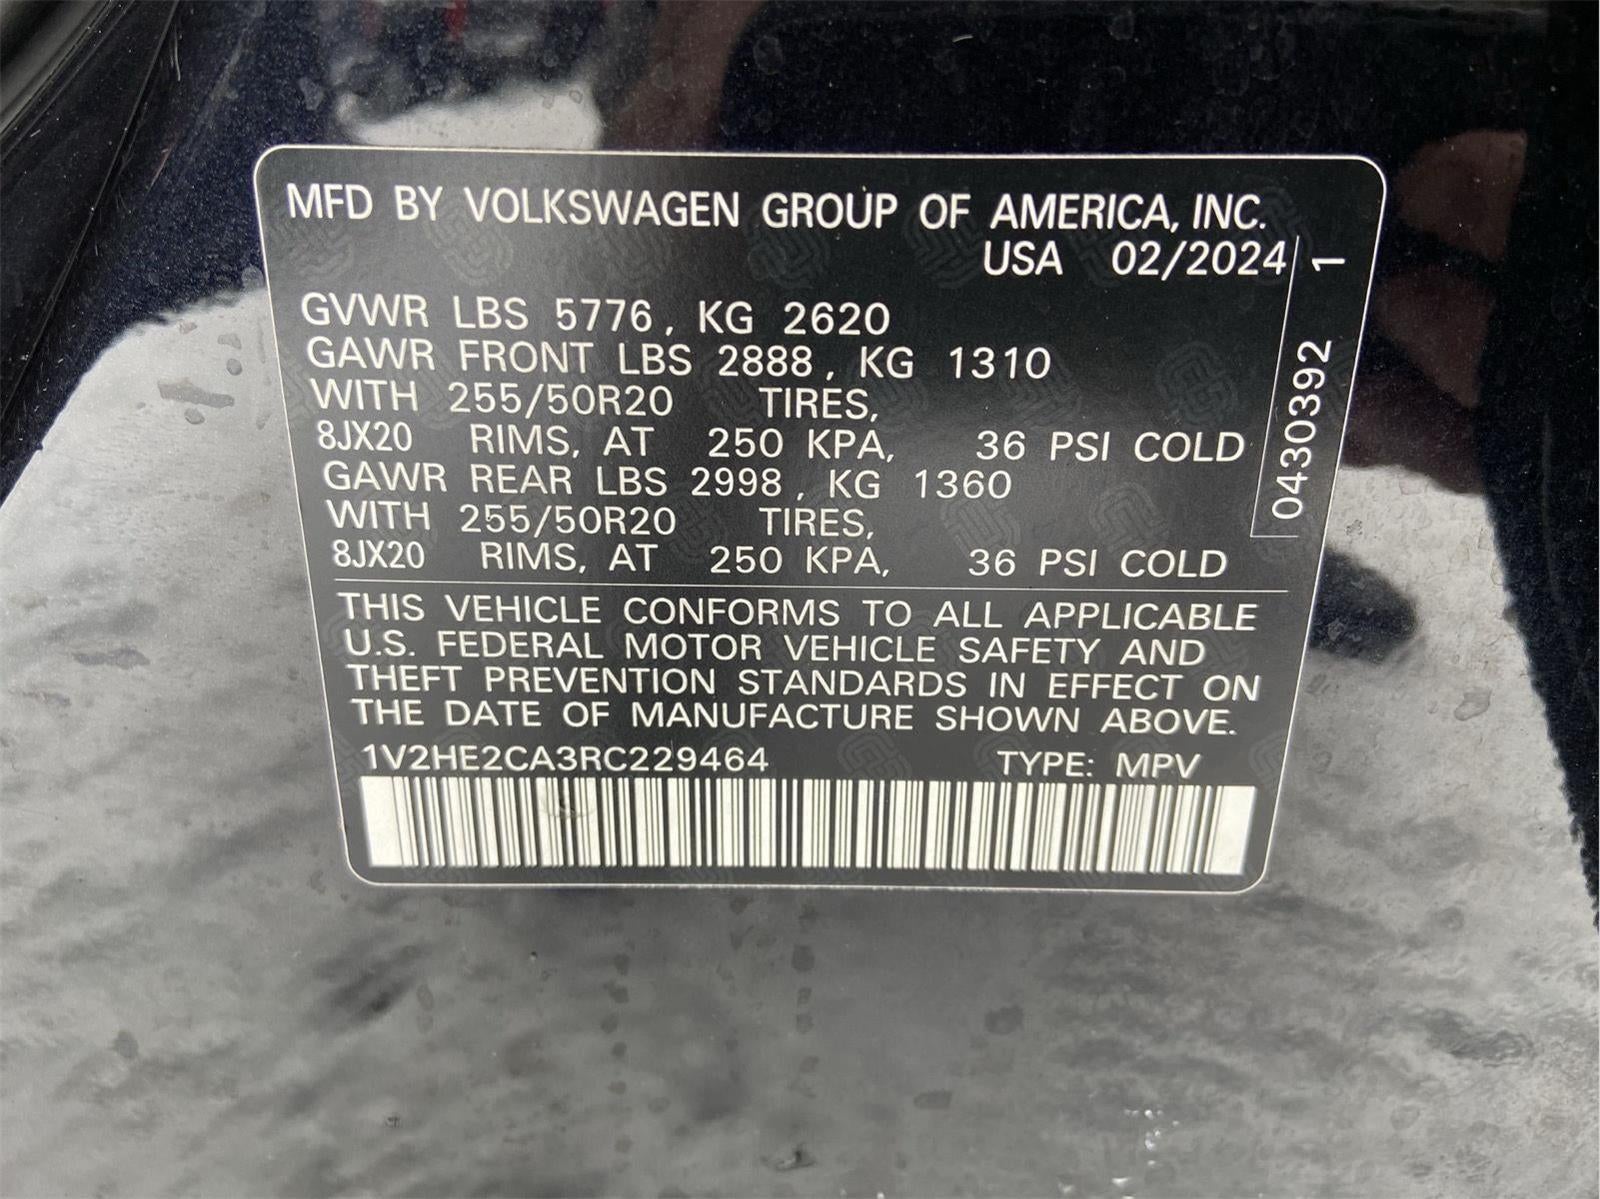 MFD BY VOLKSWAGEN GROUP OF AMERICA, INC.
USA 02/2024
GVWR LBS 5776, KG 2620
GAWR FRONT LBS 2888, KG 1310
WITH 255/50R20 TIRES,
8JX20 RIMS, AT 250 KPA, 36 PSI COLD
GAWR REAR LBS 2998, KG 1360
WITH 255/50R20 TIRES,
8JX20 RIMS, AT 250 KPA, 36 PSI COLD
THIS VEHICLE CONFORMS TO ALL APPLICABLE
U.S. FEDERAL MOTOR VEHICLE SAFETY AND
THEFT PREVENTION STANDARDS IN EFFECT ON
THE DATE OF MANUFACTURE SHOWN ABOVE.
1V2HE2CA3RC229464 TYPE: MPV
0430392 1